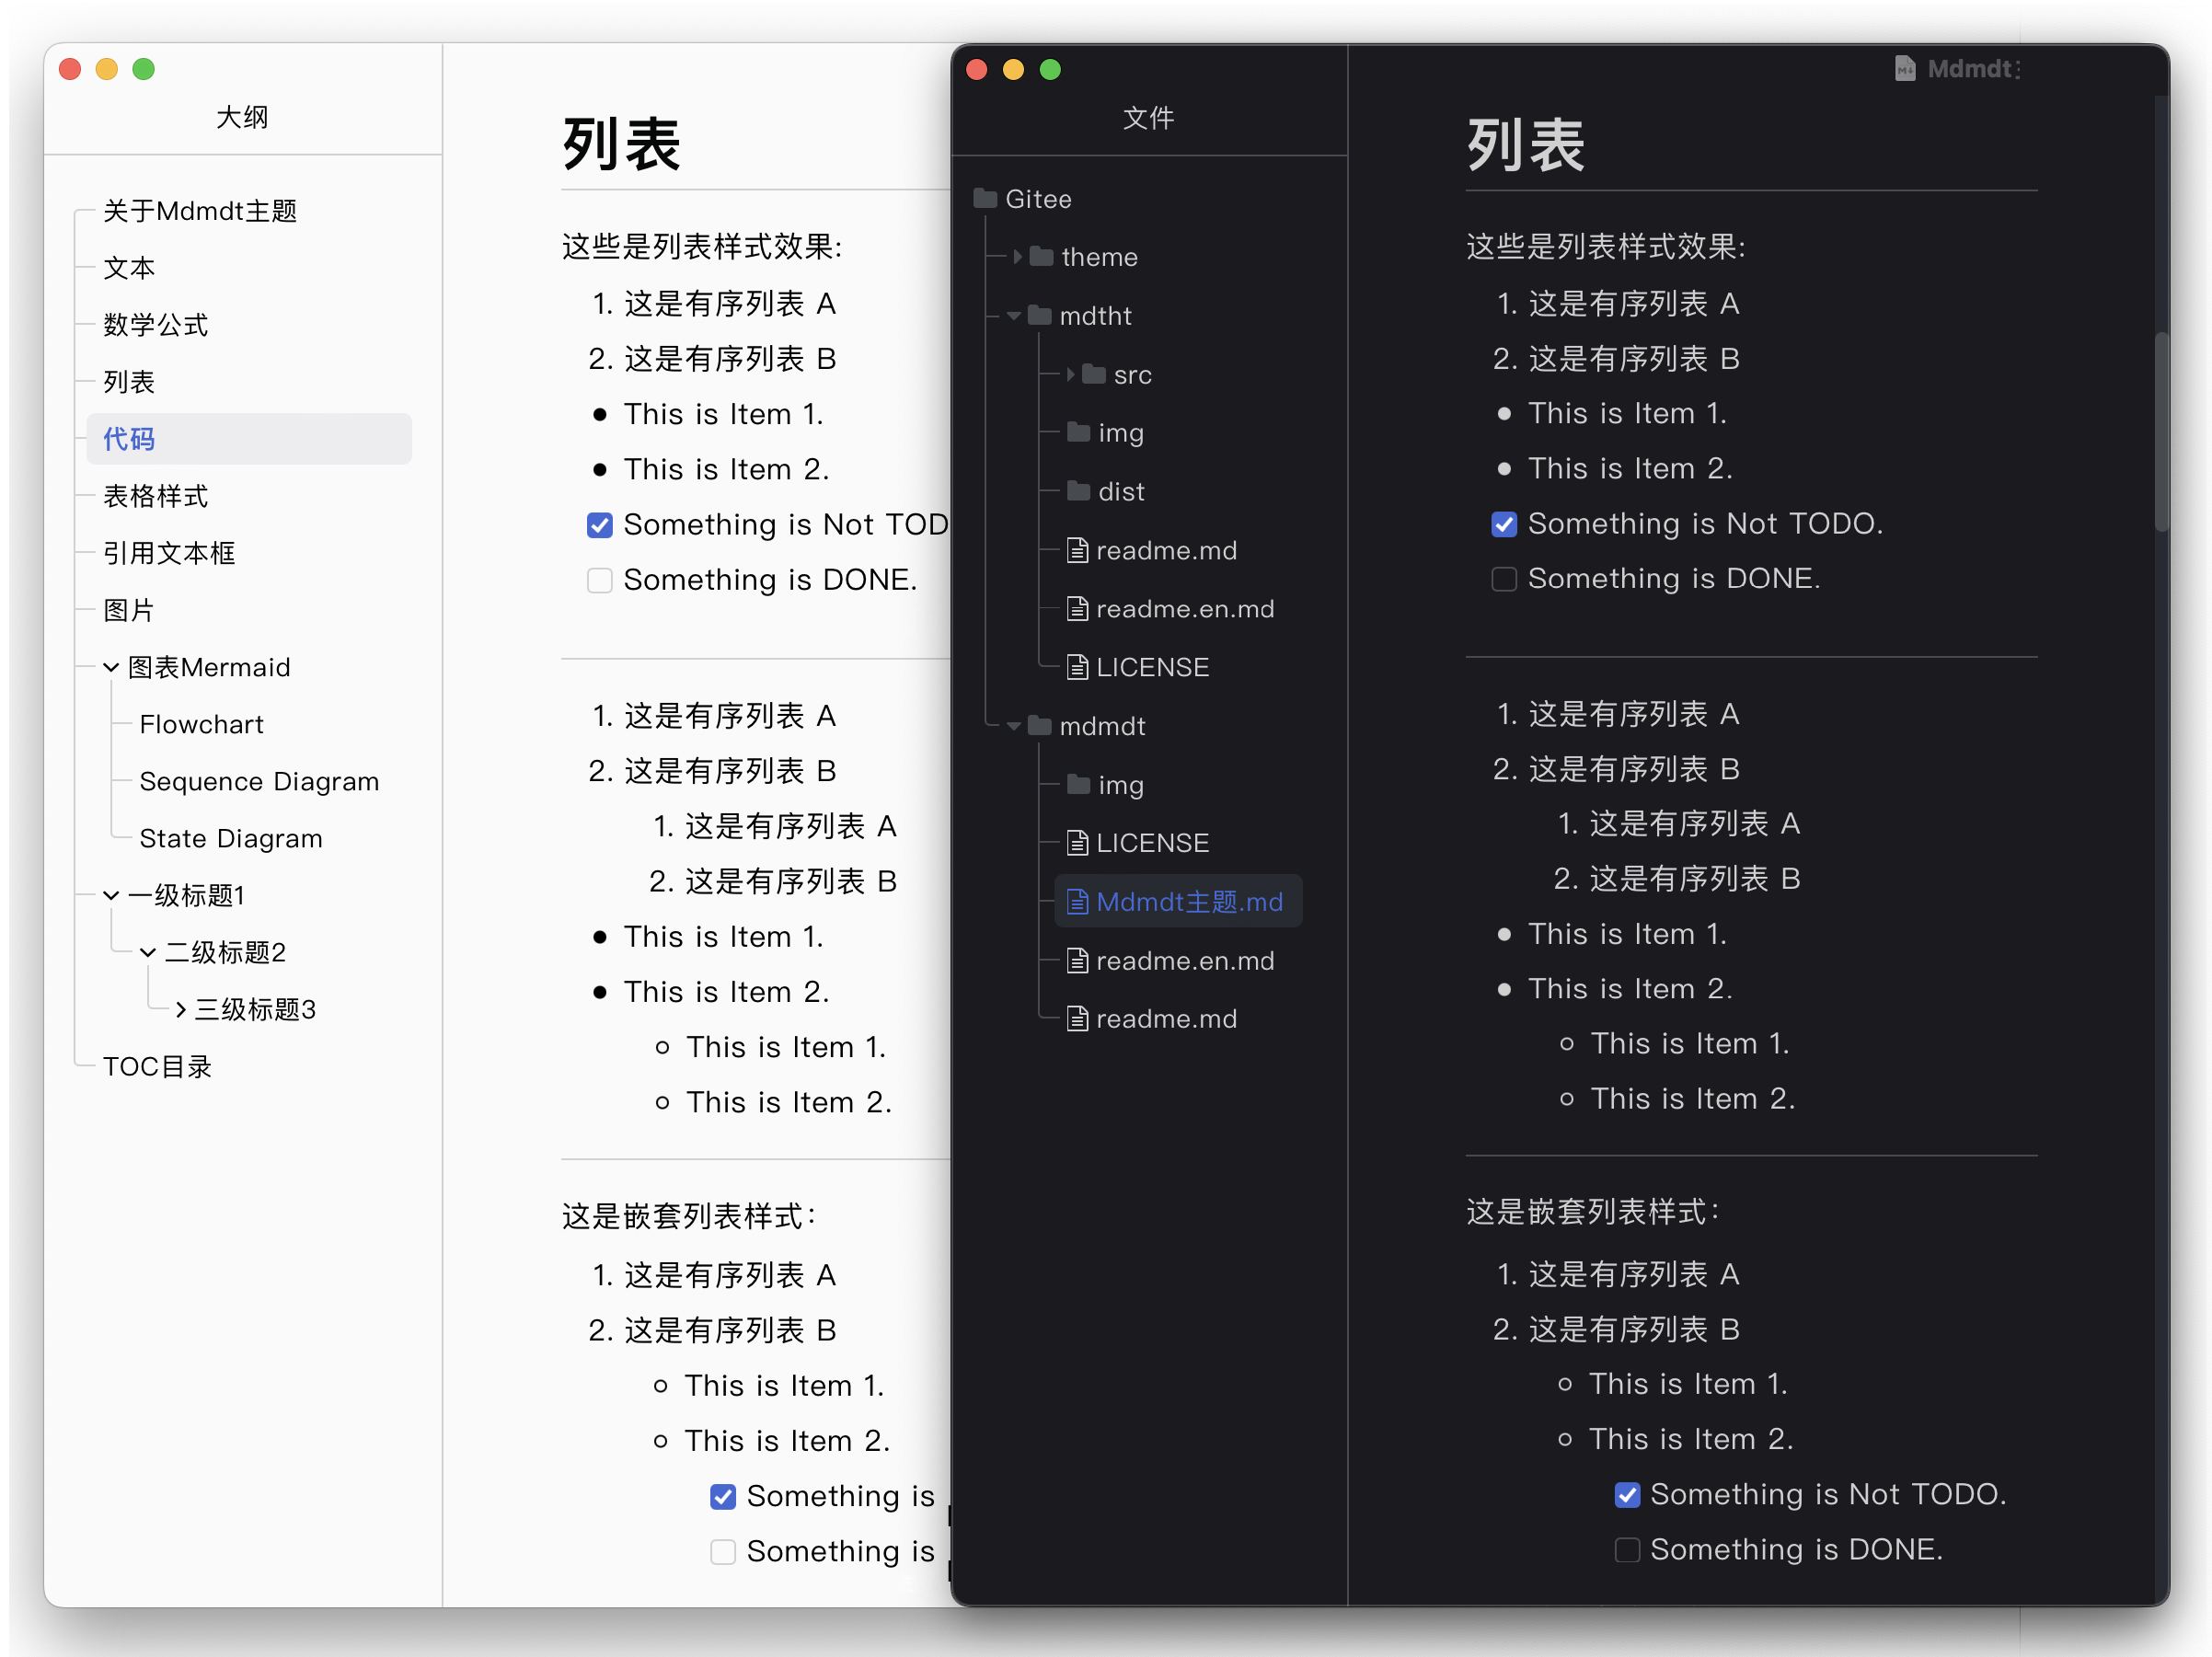 大纲
关于Mdmdt主题
文本
数学公式
列表
代码
表格样式
引用文本框
图片
图表Mermaid
Flowchart
Sequence Diagram
State Diagram
一级标题1
二级标题2
三级标题3
TOC目录
列表
这些是列表样式效果:
1. 这是有序列表 A
2. 这是有序列表 B
• This is Item 1.
• This is Item 2.
Something is Not TOD
Something is DONE.
1. 这是有序列表 A
2. 这是有序列表 B
1. 这是有序列表 A
2. 这是有序列表 B
• This is Item 1.
• This is Item 2.
◦ This is Item 1.
◦ This is Item 2.
这是嵌套列表样式：
1. 这是有序列表 A
2. 这是有序列表 B
◦ This is Item 1.
◦ This is Item 2.
Something is
Something is
文件
Gitee
theme
mdtht
src
img
dist
readme.md
readme.en.md
LICENSE
mdmdt
img
LICENSE
Mdmdt主题.md
readme.en.md
readme.md
Mdmdt
列表
这些是列表样式效果:
1. 这是有序列表 A
2. 这是有序列表 B
• This is Item 1.
• This is Item 2.
Something is Not TODO.
Something is DONE.
1. 这是有序列表 A
2. 这是有序列表 B
1. 这是有序列表 A
2. 这是有序列表 B
• This is Item 1.
• This is Item 2.
◦ This is Item 1.
◦ This is Item 2.
这是嵌套列表样式：
1. 这是有序列表 A
2. 这是有序列表 B
◦ This is Item 1.
◦ This is Item 2.
Something is Not TODO.
Something is DONE.